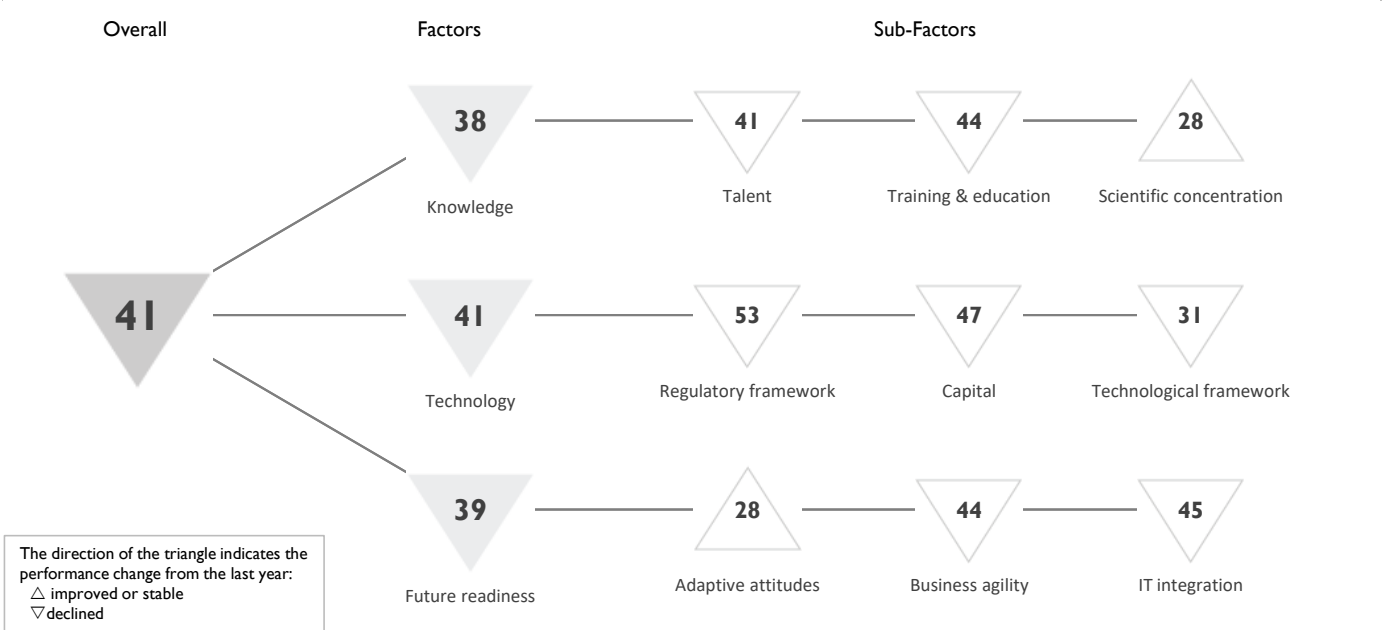 Overall
Factors
Sub-Factors
38
41
44
28
Knowledge
Talent
Training & education
Scientific concentration
41
41
53
47
31
Technology
Regulatory framework
Capital
Technological framework
39
28
44
45
Future readiness
Adaptive attitudes
Business agility
IT integration
The direction of the triangle indicates the
performance change from the last year:
△ improved or stable
▽ declined